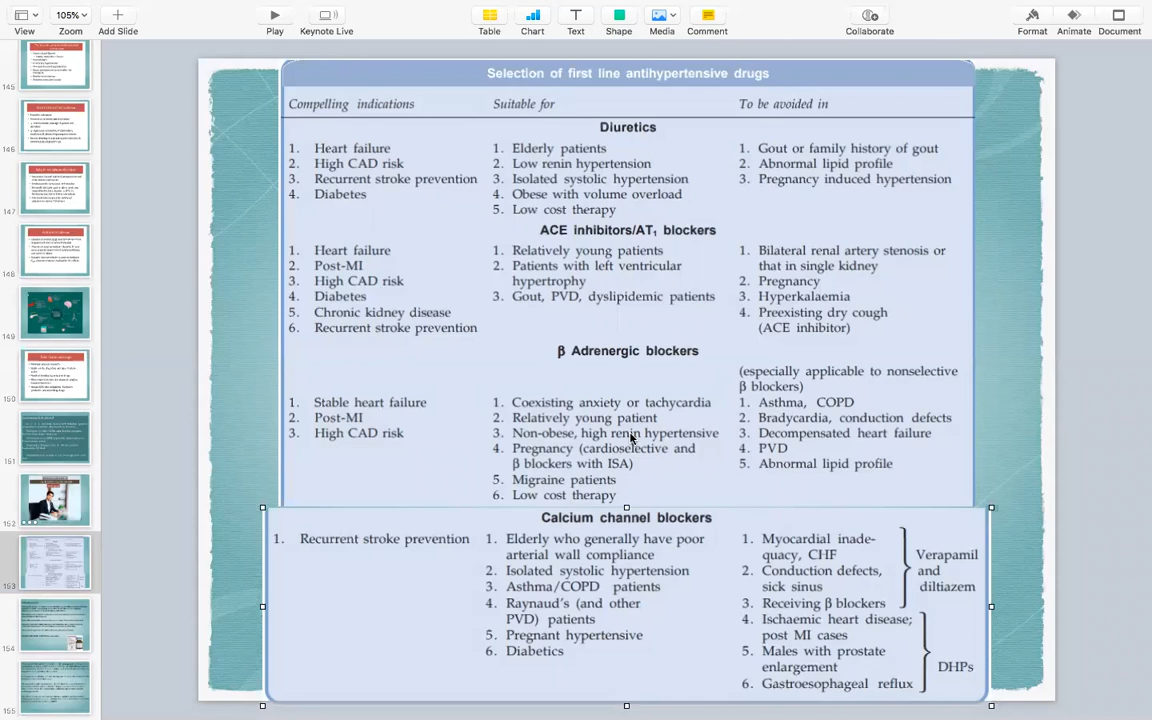 105%
View Zoom Add Slide Play Keynote Live Table Chart Text Shape Media Comment Collaborate Format Animate Document
145
146
147
148
149
150
151
152
153
154
155
Selection of first line antihypertensive drugs
Compelling indications Suitable for To be avoided in
Diuretics
1. Heart failure 1. Elderly patients 1. Gout or family history of gout
2. High CAD risk 2. Low renin hypertension 2. Abnormal lipid profile
3. Recurrent stroke prevention 3. Isolated systolic hypertension 3. Pregnancy induced hypertension
4. Diabetes 4. Obese with volume overload
5. Low cost therapy
ACE inhibitors/AT₁ blockers
1. Heart failure 1. Relatively young patients 1. Bilateral renal artery stenosis or
2. Post-MI 2. Patients with left ventricular that in single kidney
3. High CAD risk hypertrophy 2. Pregnancy
4. Diabetes 3. Gout, PVD, dyslipidemic patients 3. Hyperkalaemia
5. Chronic kidney disease 4. Preexisting dry cough
6. Recurrent stroke prevention (ACE inhibitor)
β Adrenergic blockers
(especially applicable to nonselective
β blockers)
1. Stable heart failure 1. Coexisting anxiety or tachycardia 1. Asthma, COPD
2. Post-MI 2. Relatively young patient 2. Bradycardia, conduction defects
3. High CAD risk 3. Non-obese, high renin hypertensive 3. Decompensated heart failure
4. Pregnancy (cardioselective and 4. PVD
β blockers with ISA) 5. Abnormal lipid profile
5. Migraine patients
6. Low cost therapy
Calcium channel blockers
1. Recurrent stroke prevention 1. Elderly who generally have poor 1. Myocardial inade-
arterial wall compliance quacy, CHF Verapamil
2. Isolated systolic hypertension 2. Conduction defects, and
3. Asthma/COPD patients sick sinus diltiazem
4. Raynaud's (and other 3. Receiving β blockers
PVD) patients 4. Ischaemic heart disease;
5. Pregnant hypertensive post MI cases
6. Diabetics 5. Males with prostate
enlargement DHPs
6. Gastroesophageal reflux